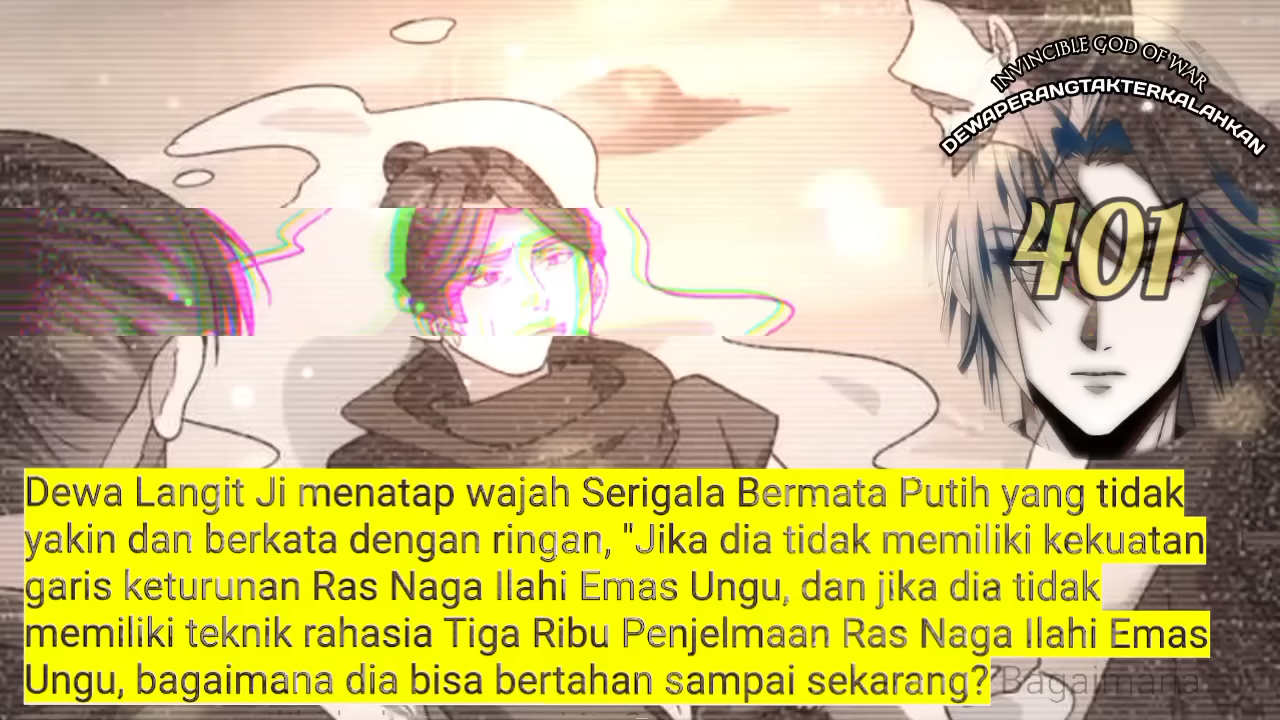 INVINCIBLE GOD OF WAR
DEWAPERANGTAKTERKALAHKAN
401
Dewa Langit Ji menatap wajah Serigala Bermata Putih yang tidak
yakin dan berkata dengan ringan, "Jika dia tidak memiliki kekuatan
garis keturunan Ras Naga Ilahi Emas Ungu, dan jika dia tidak
memiliki teknik rahasia Tiga Ribu Penjelmaan Ras Naga Ilahi Emas
Ungu, bagaimana dia bisa bertahan sampai sekarang? Bagaimana